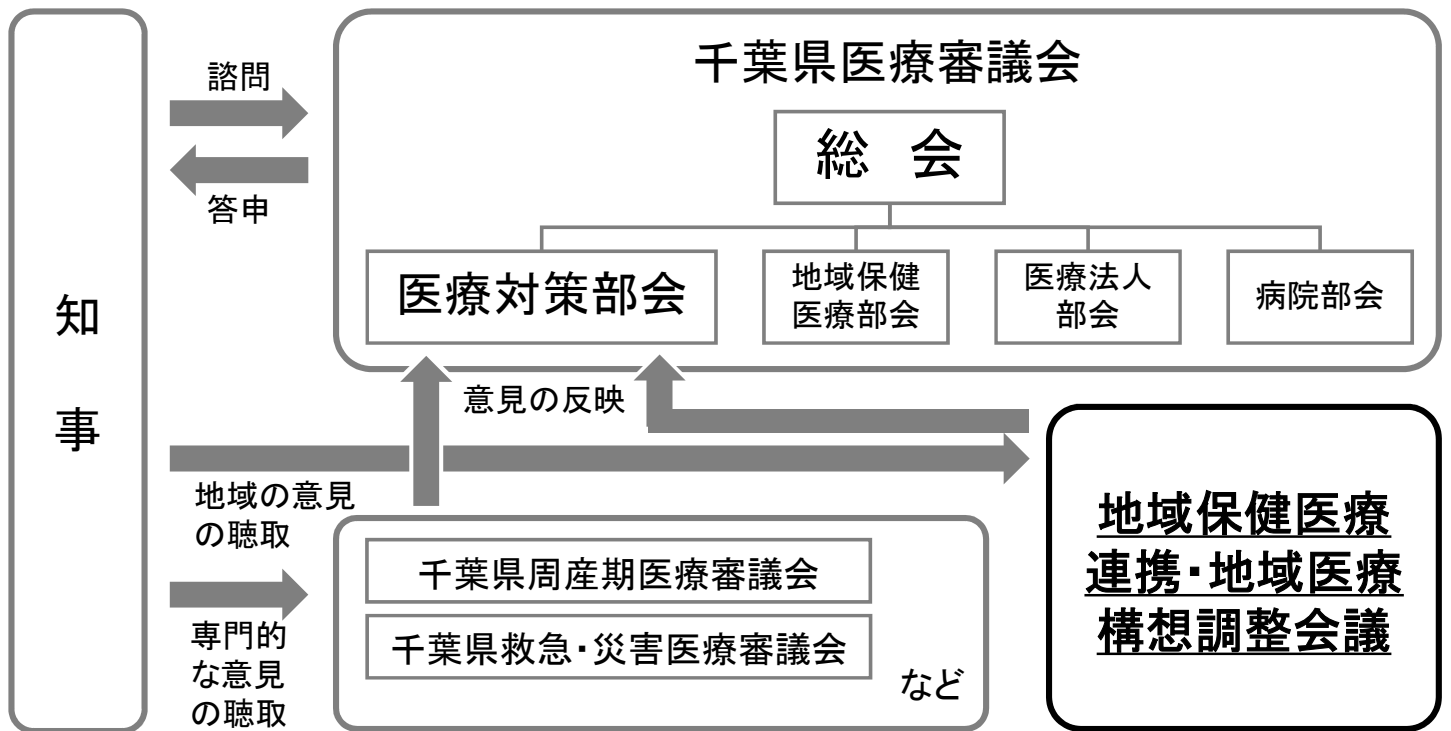 知
事
諮問
答申
千葉県医療審議会
総　会
医療対策部会
地域保健
医療部会
医療法人
部会
病院部会
意見の反映
地域の意見
の聴取
専門的
な意見
の聴取
千葉県周産期医療審議会
千葉県救急・災害医療審議会
など
地域保健医療
連携・地域医療
構想調整会議